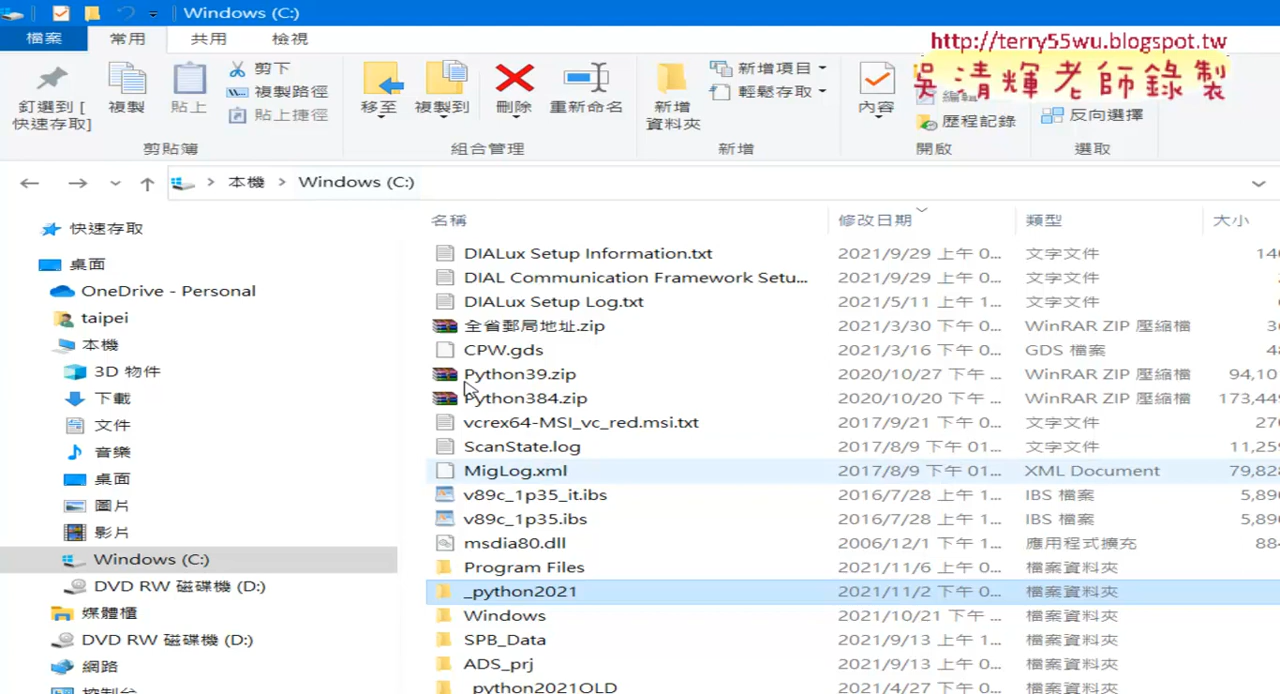 Windows (C:)
http://terry55wu.blogspot.tw
吳清輝老師錄製
檔案 常用 共用 檢視
釘選到 [
快速存取]
複製
貼上
剪下
複製路徑
貼上捷徑
剪貼簿
移至
複製到
刪除
重新命名
組合管理
新增
資料夾
新增項目
輕鬆存取
新增
內容
編輯
歷程記錄
開啟
反向選擇
選取
本機 > Windows (C:)
快速存取
桌面
OneDrive - Personal
taipei
本機
3D 物件
下載
文件
音樂
桌面
圖片
影片
Windows (C:)
DVD RW 磁碟機 (D:)
媒體櫃
DVD RW 磁碟機 (D:)
網路
控制台
名稱 修改日期 類型 大小
DIALux Setup Information.txt 2021/9/29 上午 0... 文字文件 140
DIAL Communication Framework Setu... 2021/9/29 上午 0... 文字文件
DIALux Setup Log.txt 2021/5/11 上午 1... 文字文件
全省郵局地址.zip 2021/3/30 下午 0... WinRAR ZIP 壓縮檔
CPW.gds 2021/3/16 下午 0... GDS 檔案
Python39.zip 2020/10/27 下午 ... WinRAR ZIP 壓縮檔 94,10
Python384.zip 2020/10/20 下午 ... WinRAR ZIP 壓縮檔 173,449
vcrex64-MSI_vc_red.msi.txt 2017/9/21 下午 0... 文字文件
ScanState.log 2017/8/9 下午 01... 文字文件 11,259
MigLog.xml 2017/8/9 下午 01... XML Document 79,828
v89c_1p35_it.ibs 2016/7/28 上午 1... IBS 檔案 5,890
v89c_1p35.ibs 2016/7/28 上午 1... IBS 檔案 5,890
msdia80.dll 2006/12/1 下午 1... 應用程式擴充 884
Program Files 2021/11/6 上午 0... 檔案資料夾
_python2021 2021/11/2 下午 0... 檔案資料夾
Windows 2021/10/21 下午 ... 檔案資料夾
SPB_Data 2021/9/13 上午 1... 檔案資料夾
ADS_prj 2021/9/13 上午 0... 檔案資料夾
_python2021OLD 2021/4/27 下午 0... 檔案資料夾